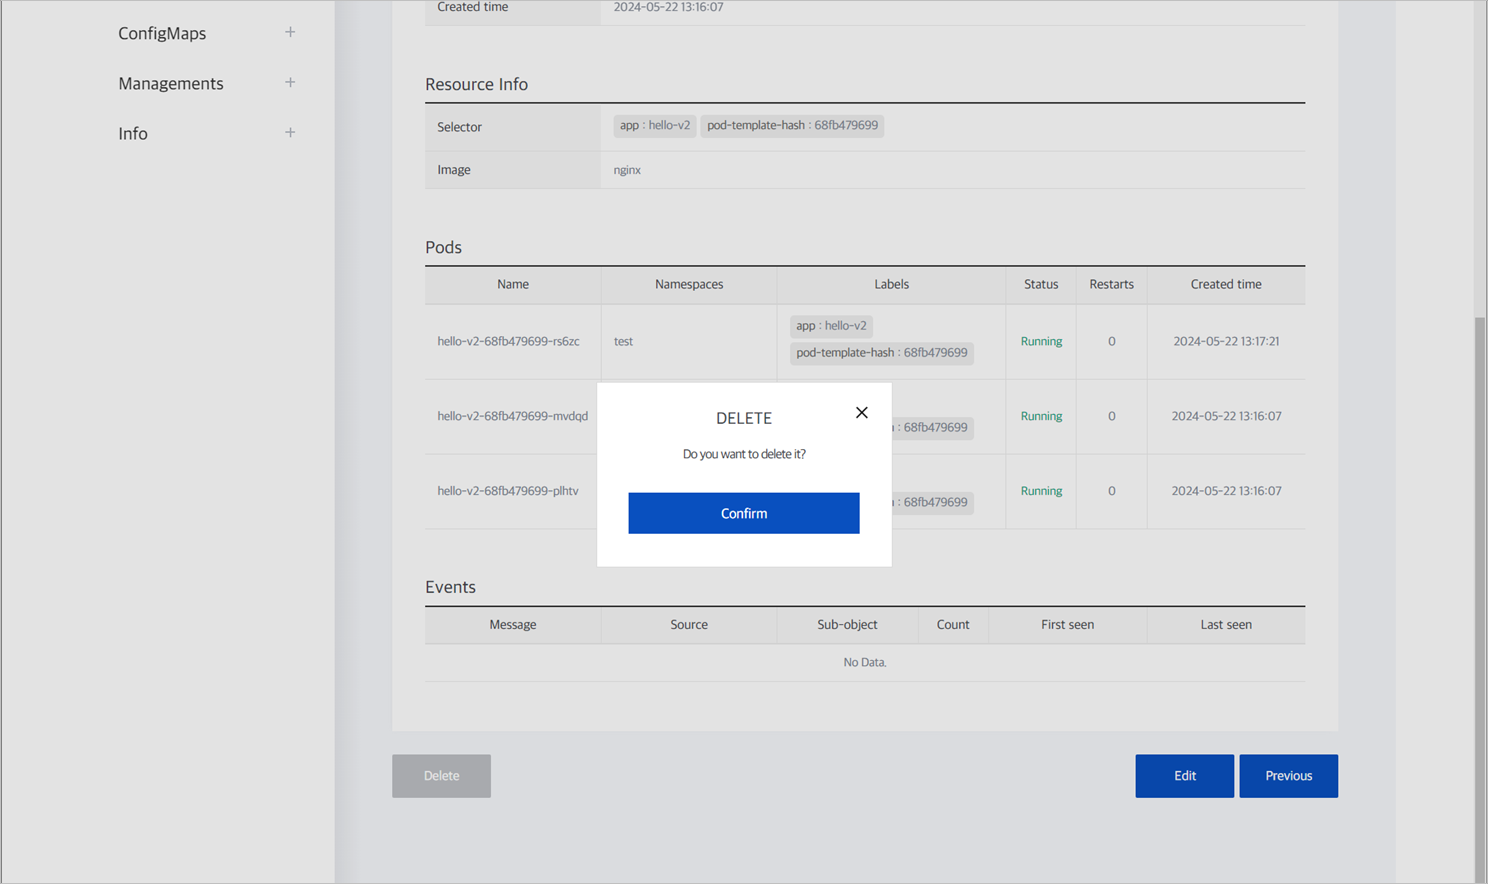 ConfigMaps
Managements
Info
Created time 2024-05-22 13:16:07
Resource Info
Selector app : hello-v2 pod-template-hash : 68fb479699
Image nginx
Pods
Name Namespaces Labels Status Restarts Created time
hello-v2-68fb479699-rs6zc test app : hello-v2 pod-template-hash : 68fb479699 Running 0 2024-05-22 13:17:21
hello-v2-68fb479699-mvdqd : 68fb479699 Running 0 2024-05-22 13:16:07
hello-v2-68fb479699-plhtv : 68fb479699 Running 0 2024-05-22 13:16:07
DELETE
Do you want to delete it?
Confirm
Events
Message Source Sub-object Count First seen Last seen
No Data.
Delete Edit Previous